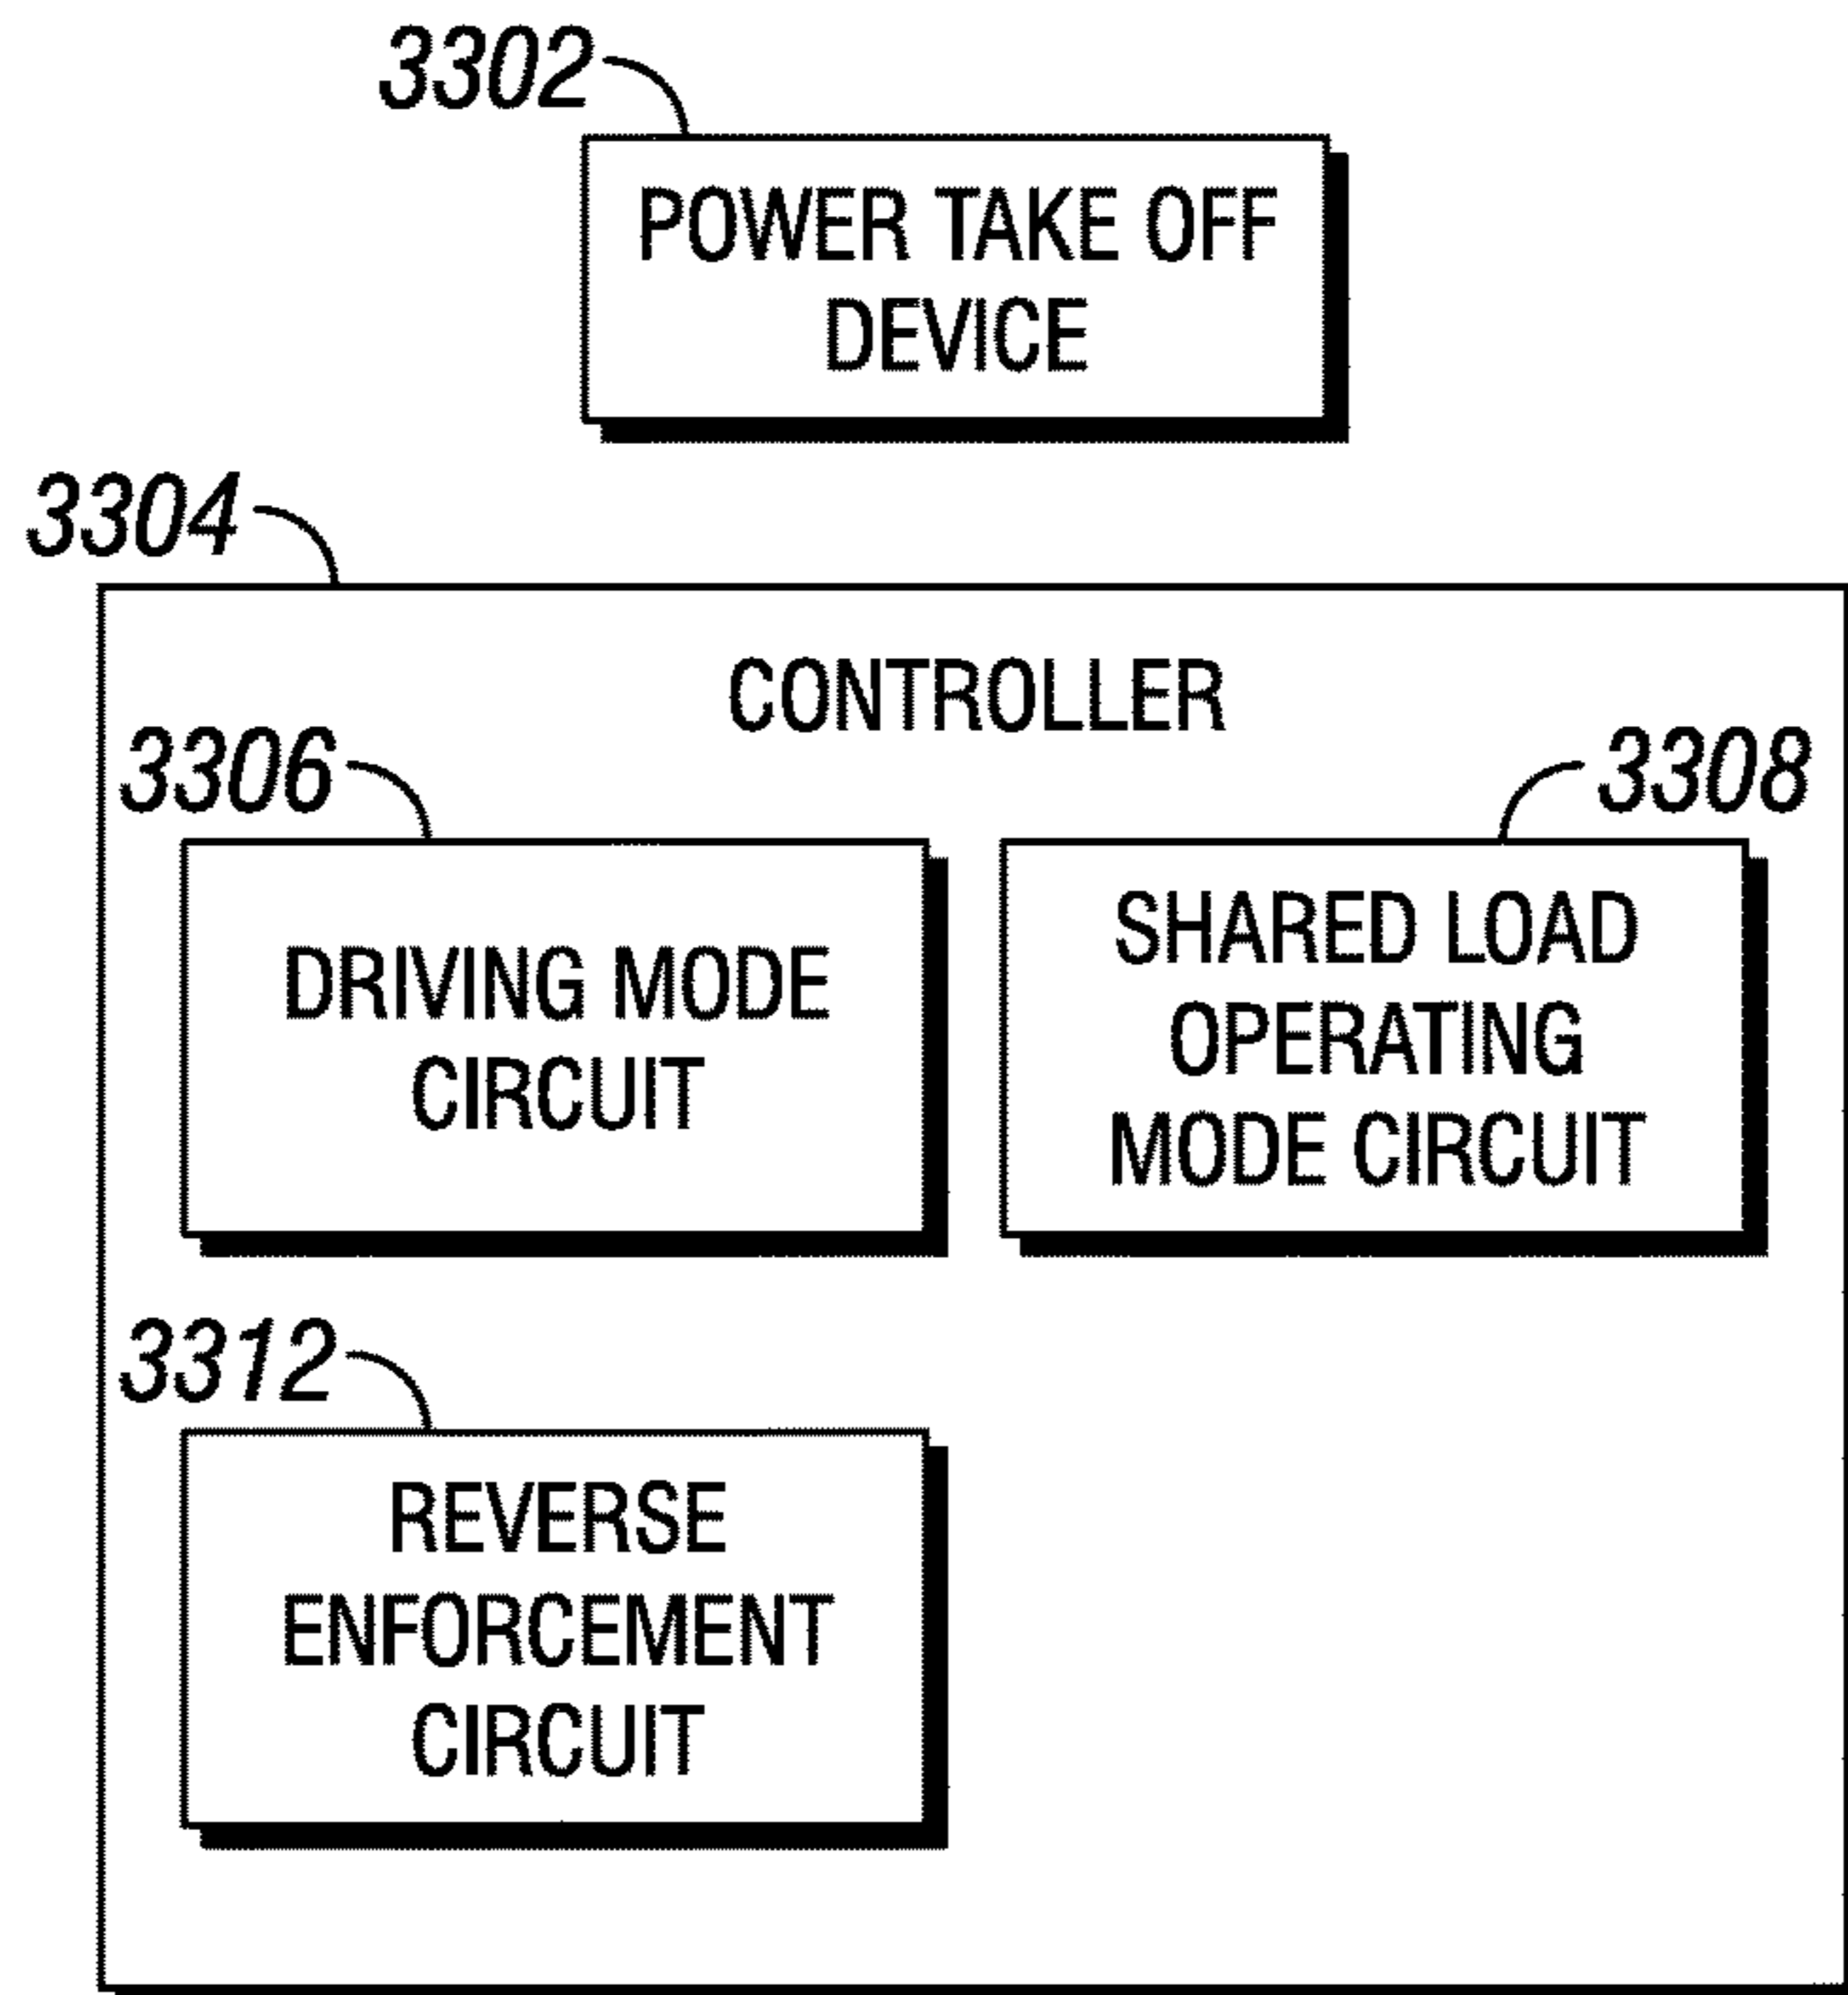 3302
POWER TAKE OFF
DEVICE
3304
CONTROLLER
3306
3308
DRIVING MODE
CIRCUIT
SHARED LOAD
OPERATING
MODE CIRCUIT
3312
REVERSE
ENFORCEMENT
CIRCUIT